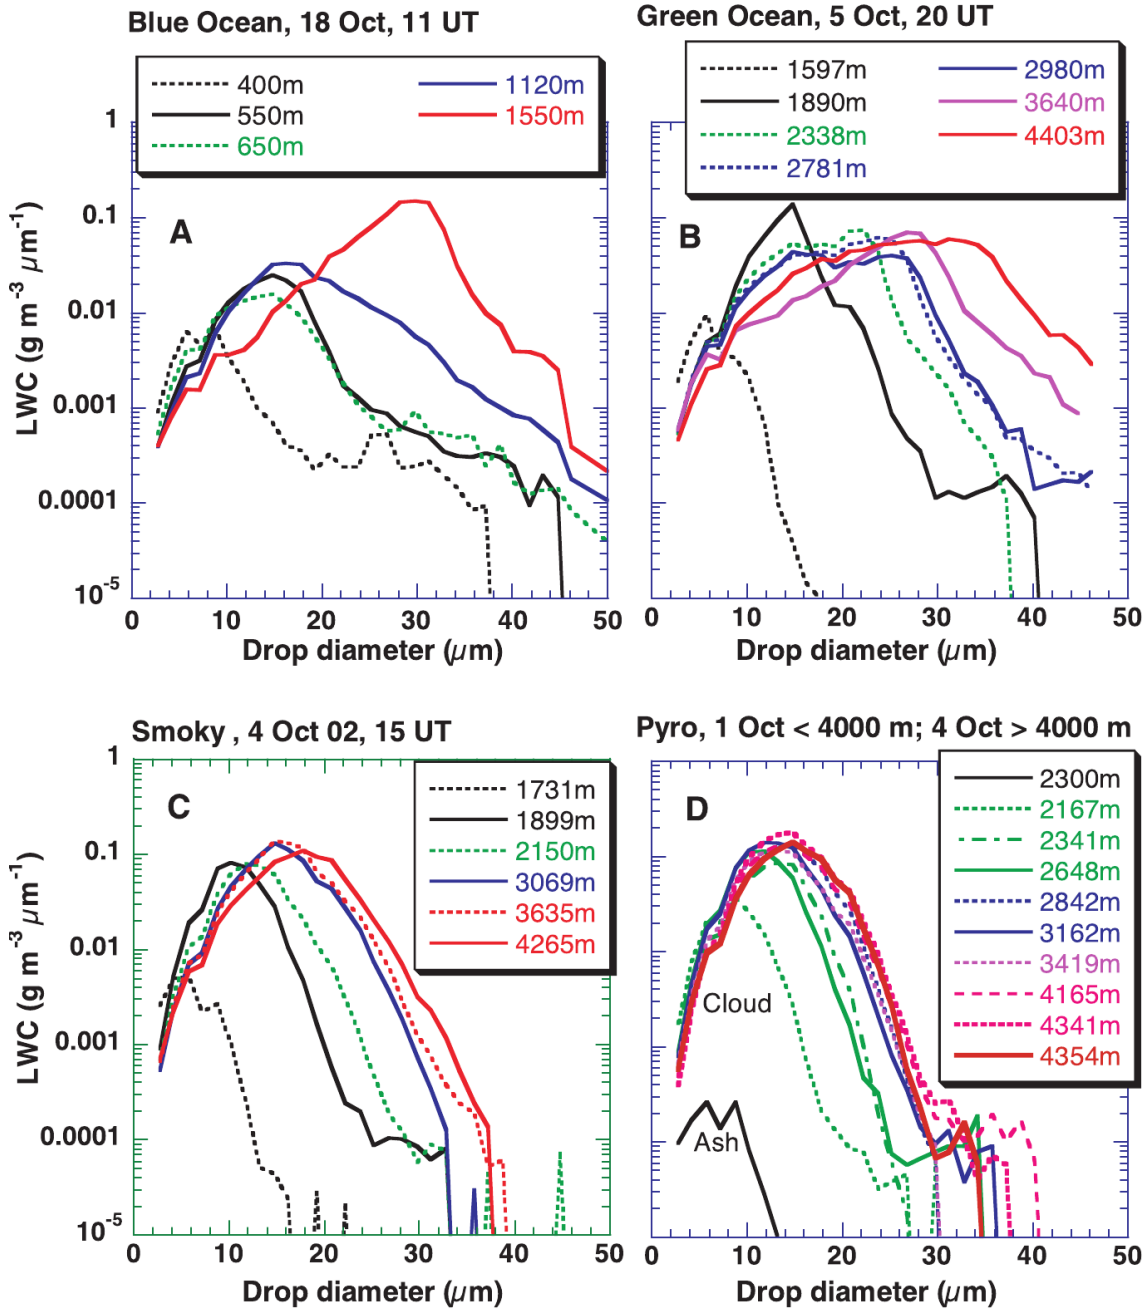 Blue Ocean, 18 Oct, 11 UT
400m
550m
650m
1120m
1550m
A
1
0.1
0.01
0.001
0.0001
10-5
LWC (g m-3 µm-1)
0 10 20 30 40 50
Drop diameter (µm)
Green Ocean, 5 Oct, 20 UT
1597m
1890m
2338m
2781m
2980m
3640m
4403m
B
0 10 20 30 40 50
Drop diameter (µm)
Smoky , 4 Oct 02, 15 UT
1731m
1899m
2150m
3069m
3635m
4265m
C
1
0.1
0.01
0.001
0.0001
10-5
LWC (g m-3 µm-1)
0 10 20 30 40 50
Drop diameter (µm)
Pyro, 1 Oct < 4000 m; 4 Oct > 4000 m
2300m
2167m
2341m
2648m
2842m
3162m
3419m
4165m
4341m
4354m
D
Cloud
Ash
0 10 20 30 40 50
Drop diameter (µm)